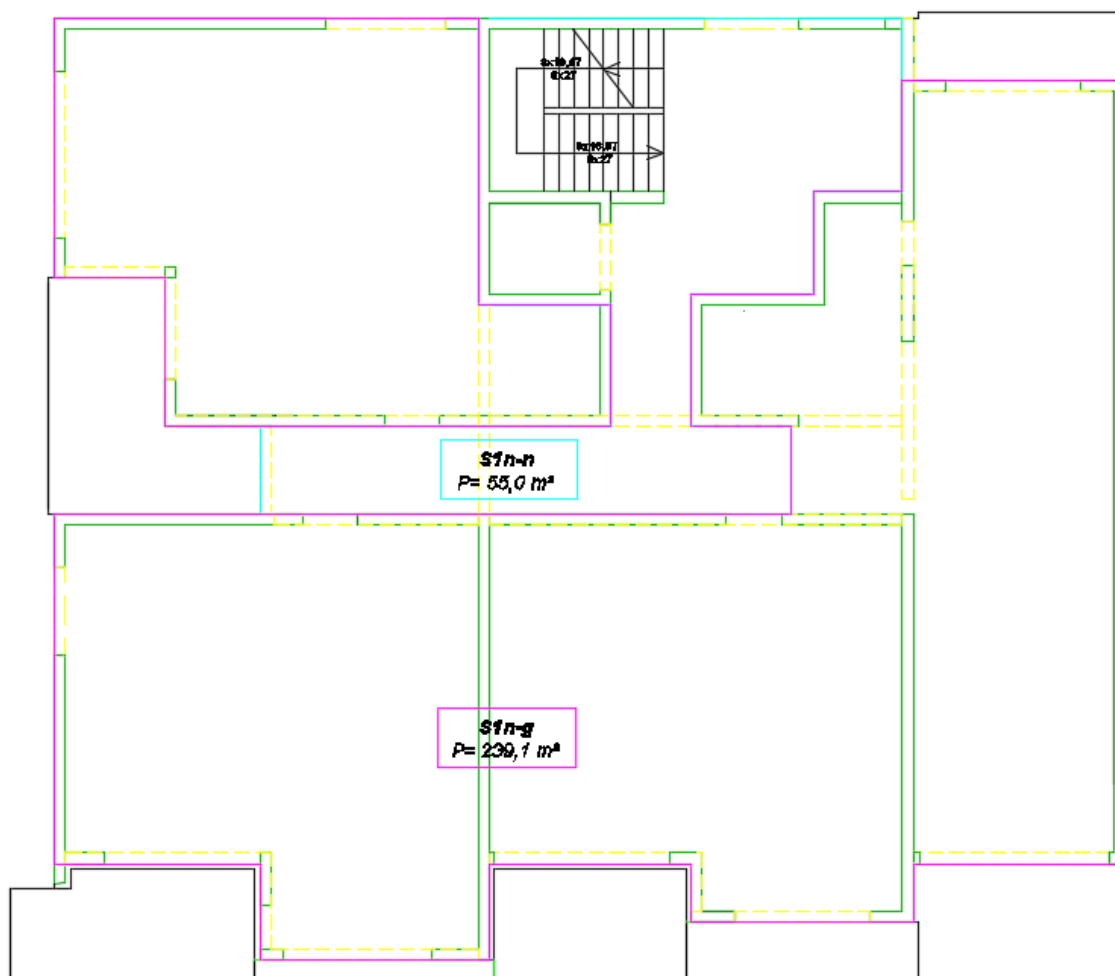 S1n-n
P= 55,0 m²
S1n-g
P= 239,1 m²